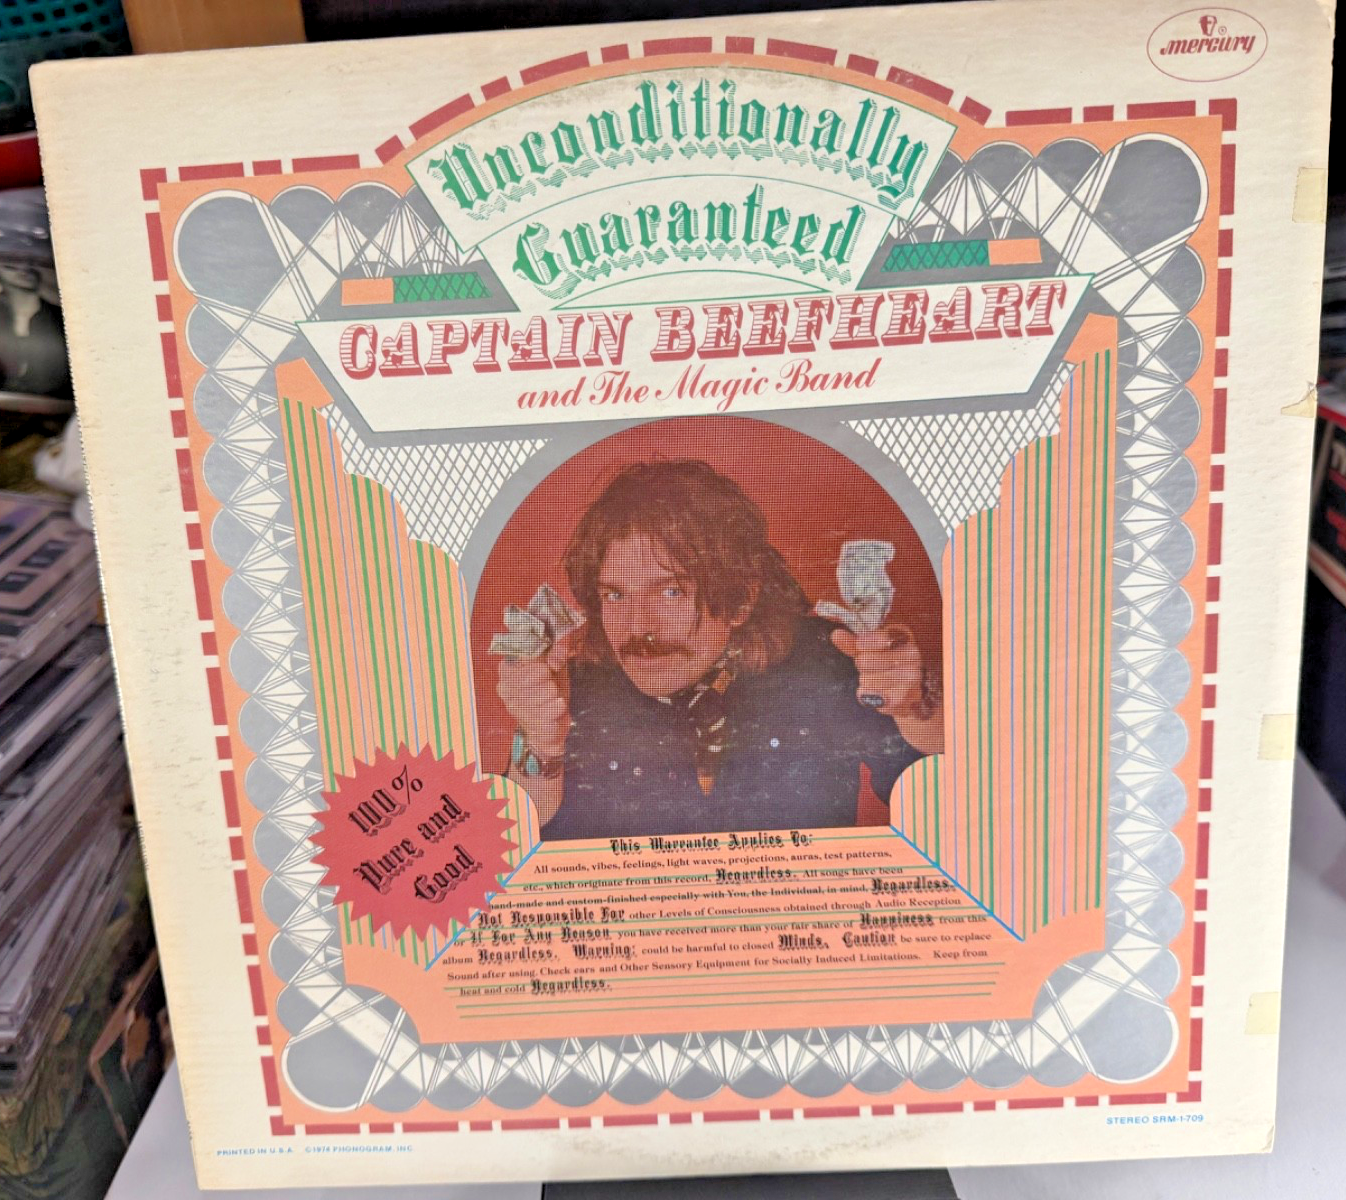 mercury
Unconditionally
Guaranteed
CAPTAIN BEEFHEART
and The Magic Band
100%
Pure and
Good
This Warrantee Applies To:
All sounds, vibes, feelings, light waves, projections, auras, test patterns,
etc., which originate from this record, Regardless. All songs have been
hand-made and custom-finished especially with You, the Individual, in mind, Regardless.
Not Responsible For other Levels of Consciousness obtained through Audio Reception
or If For Any Reason you have received more than your fair share of Happiness from this
album Regardless. Warning: could be harmful to closed Minds. Caution be sure to replace
Sound after using. Check ears and Other Sensory Equipment for Socially Induced Limitations. Keep from
heat and cold Regardless.
STEREO SRM-1-709
PRINTED IN U.S.A. ©1974 PHONOGRAM, INC.